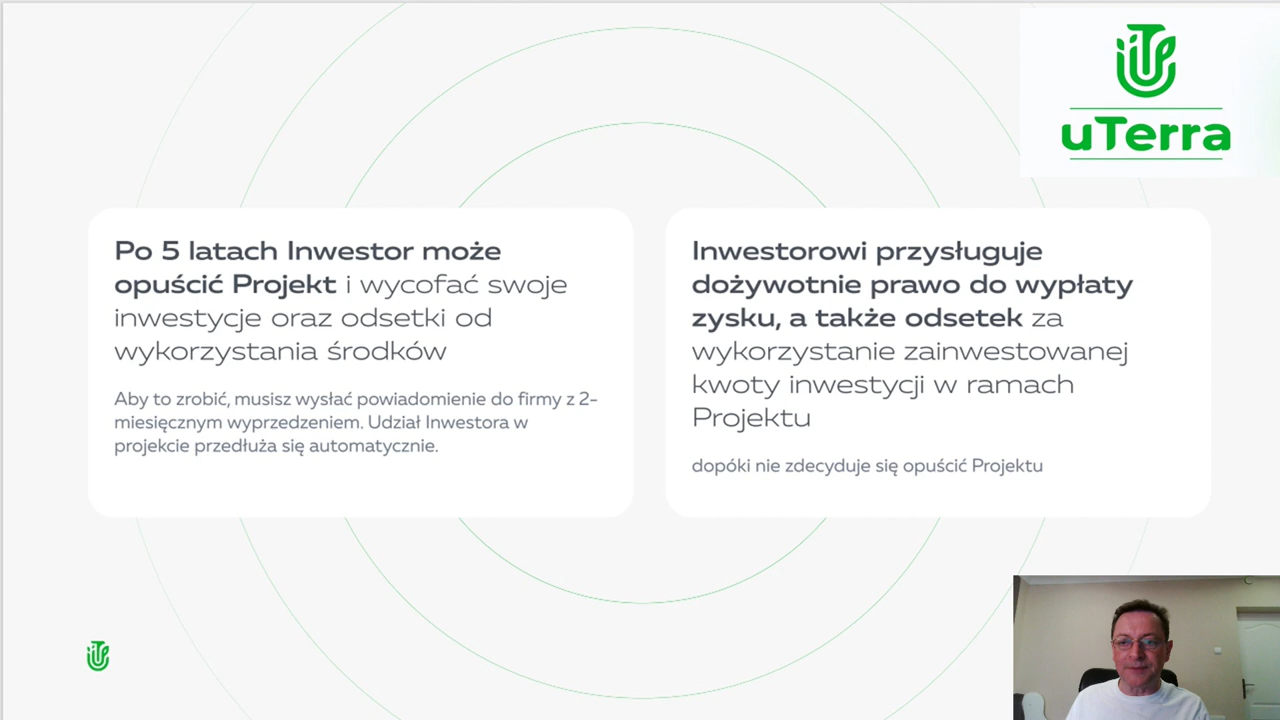 uTerra
Po 5 latach Inwestor może
opuścić Projekt i wycofać swoje
inwestycje oraz odsetki od
wykorzystania środków
Aby to zrobić, musisz wysłać powiadomienie do firmy z 2-
miesięcznym wyprzedzeniem. Udział Inwestora w
projekcie przedłuża się automatycznie.
Inwestorowi przysługuje
dożywotnie prawo do wypłaty
zysku, a także odsetek za
wykorzystanie zainwestowanej
kwoty inwestycji w ramach
Projektu
dopóki nie zdecyduje się opuścić Projektu